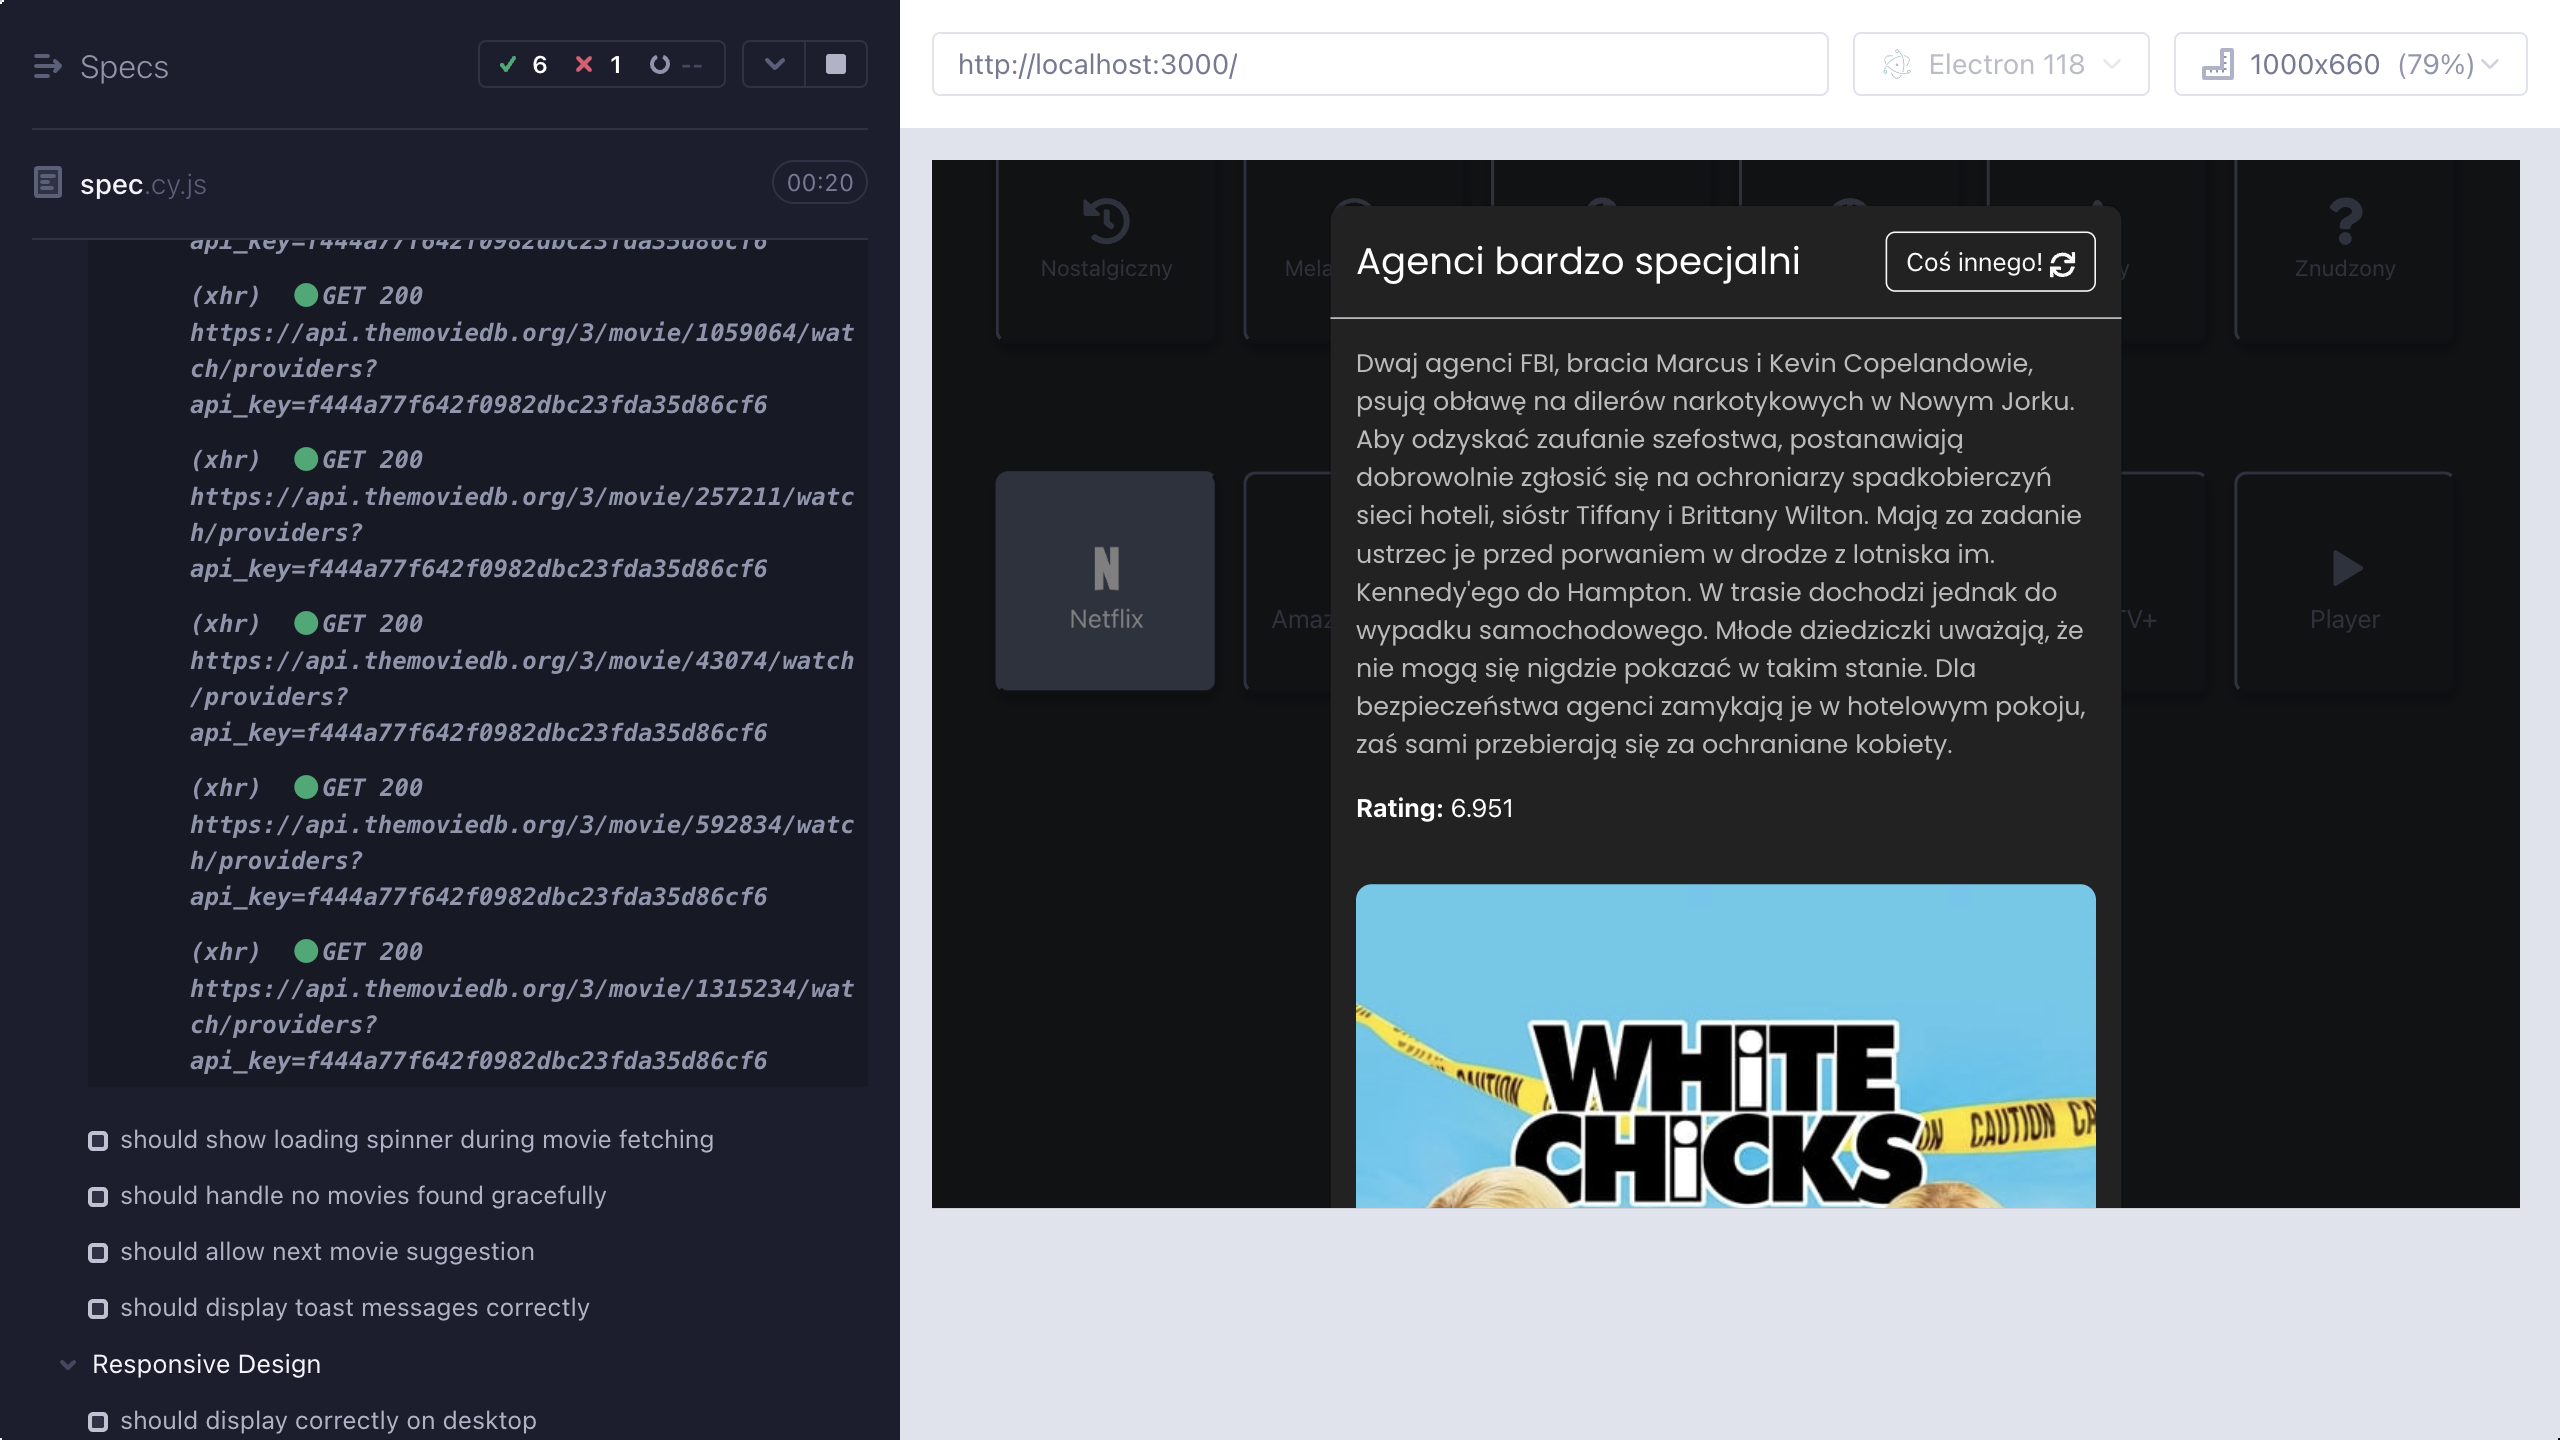 Specs
6 1 --
spec.cy.js
00:20
api_key=f444a77f642f0982dbc23fda35d86cf6
(xhr) GET 200
https://api.themoviedb.org/3/movie/1059064/wat
ch/providers?
api_key=f444a77f642f0982dbc23fda35d86cf6
(xhr) GET 200
https://api.themoviedb.org/3/movie/257211/watc
h/providers?
api_key=f444a77f642f0982dbc23fda35d86cf6
(xhr) GET 200
https://api.themoviedb.org/3/movie/43074/watch
/providers?
api_key=f444a77f642f0982dbc23fda35d86cf6
(xhr) GET 200
https://api.themoviedb.org/3/movie/592834/watc
h/providers?
api_key=f444a77f642f0982dbc23fda35d86cf6
(xhr) GET 200
https://api.themoviedb.org/3/movie/1315234/wat
ch/providers?
api_key=f444a77f642f0982dbc23fda35d86cf6
should show loading spinner during movie fetching
should handle no movies found gracefully
should allow next movie suggestion
should display toast messages correctly
Responsive Design
should display correctly on desktop
http://localhost:3000/
Electron 118
1000x660 (79%)
Nostalgiczny
Mela
y
Znudzony
Netflix
Amaz
TV+
Player
Agenci bardzo specjalni
Coś innego!
Dwaj agenci FBI, bracia Marcus i Kevin Copelandowie,
psują obławę na dilerów narkotykowych w Nowym Jorku.
Aby odzyskać zaufanie szefostwa, postanawiają
dobrowolnie zgłosić się na ochroniarzy spadkobierczyń
sieci hoteli, sióstr Tiffany i Brittany Wilton. Mają za zadanie
ustrzec je przed porwaniem w drodze z lotniska im.
Kennedy'ego do Hampton. W trasie dochodzi jednak do
wypadku samochodowego. Młode dziedziczki uważają, że
nie mogą się nigdzie pokazać w takim stanie. Dla
bezpieczeństwa agenci zamykają je w hotelowym pokoju,
zaś sami przebierają się za ochraniane kobiety.
Rating: 6.951
WHiTE
CHiCKS
CAUTION
ON CAUTION CA